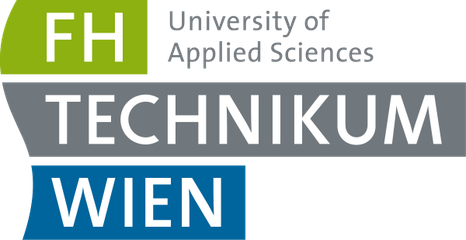 FH
University of
Applied Sciences
TECHNIKUM
WIEN